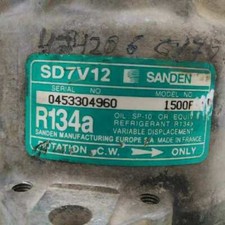 SD7V12 SANDEN
SERIAL NO MODEL NO
0453304960 1500F
R134a
OIL SP-10 OR EQUIV
REFRIGERANT R134a
VARIABLE DISPLACEMENT
SANDEN MANUFACTURING EUROPE S.A MADE IN FRANCE
ROTATION C.W. ONLY